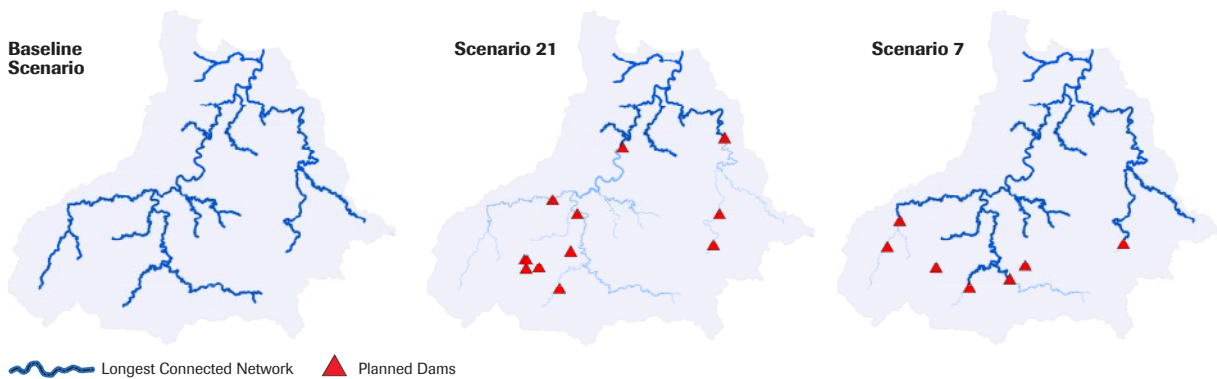 Baseline
Scenario
Scenario 21
Scenario 7
Longest Connected Network
Planned Dams